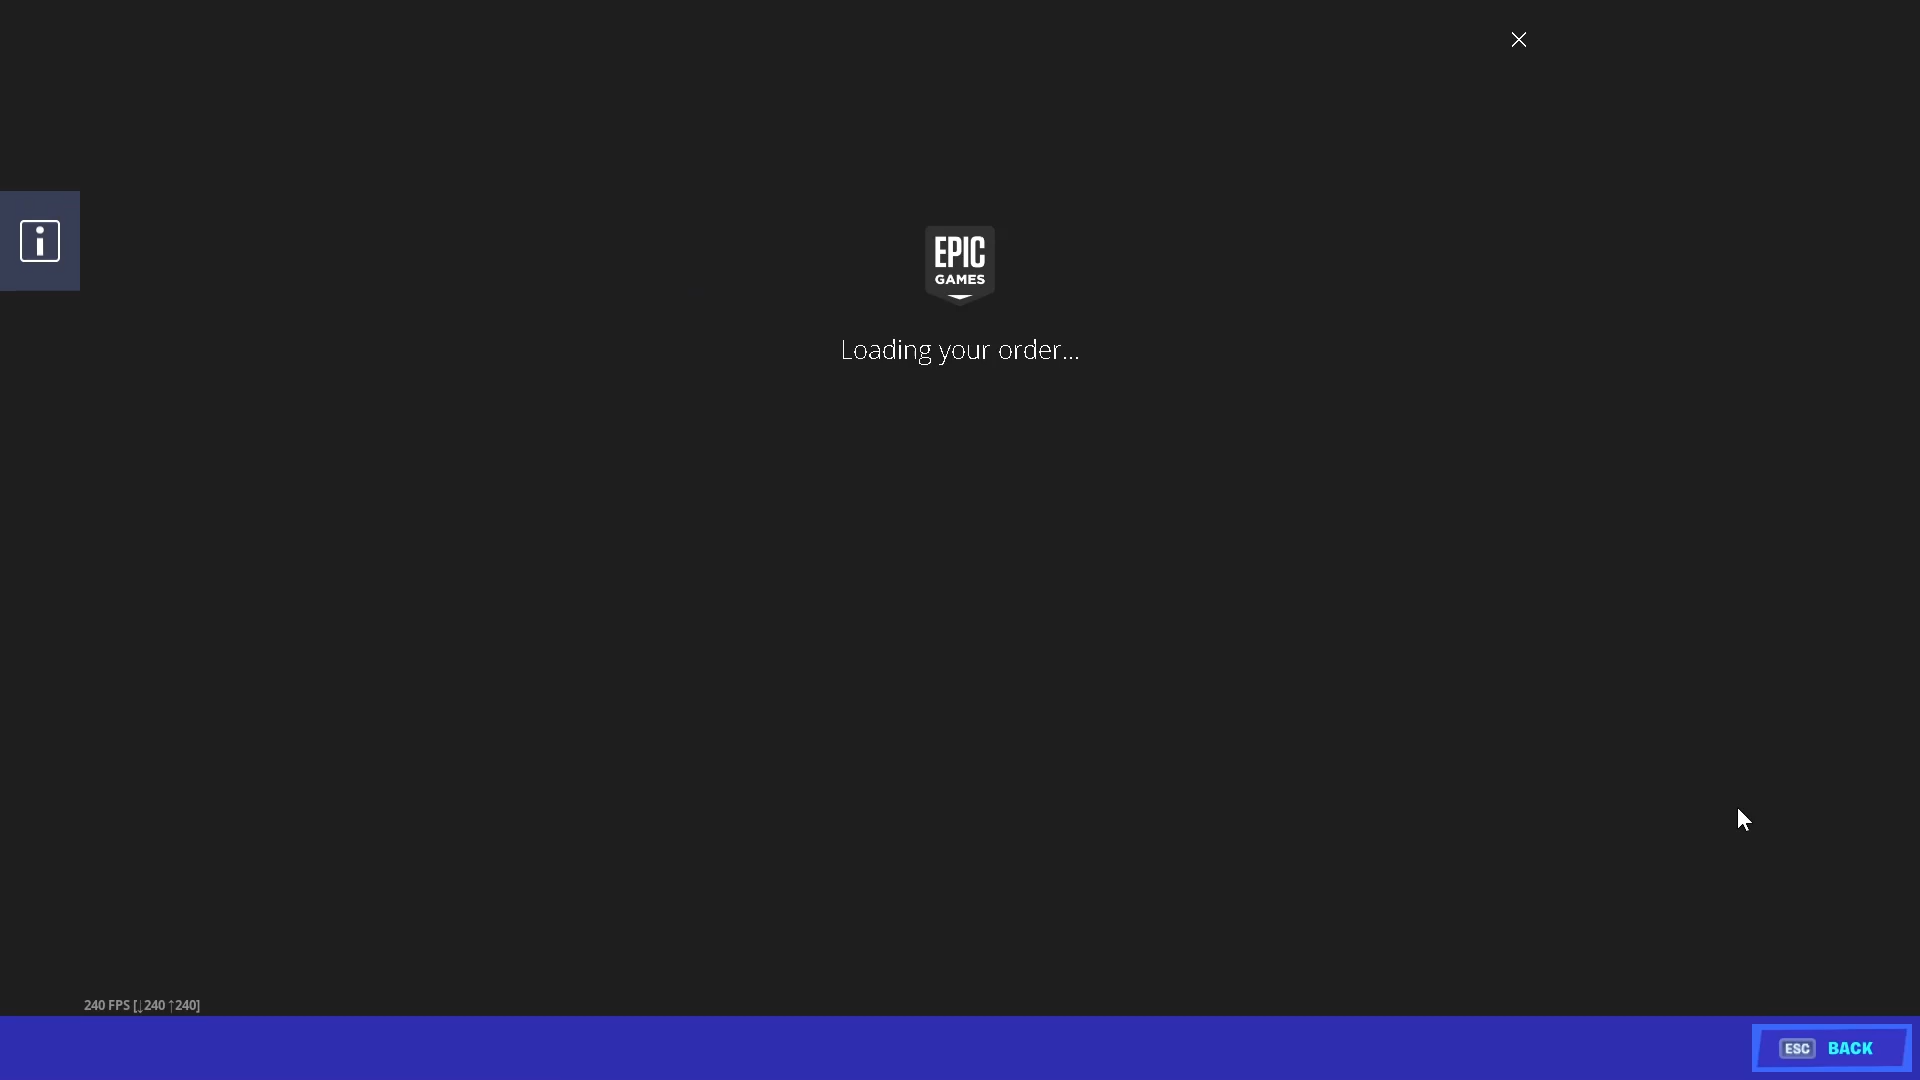 EPIC
GAMES
Loading your order...
240 FPS [↓240 ↑240]
ESC BACK